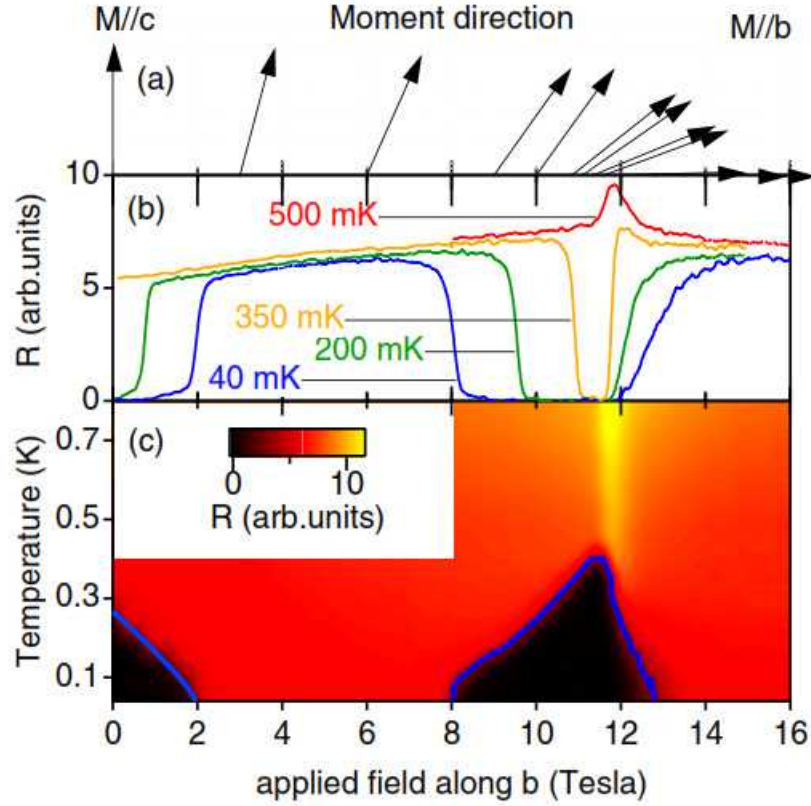 M//c Moment direction M//b
(a)
10
(b)
500 mK
5
350 mK
200 mK
40 mK
0
R (arb.units)
(c)
0 10
R (arb.units)
0.7
0.5
0.3
0.1
Temperature (K)
0 2 4 6 8 10 12 14 16
applied field along b (Tesla)